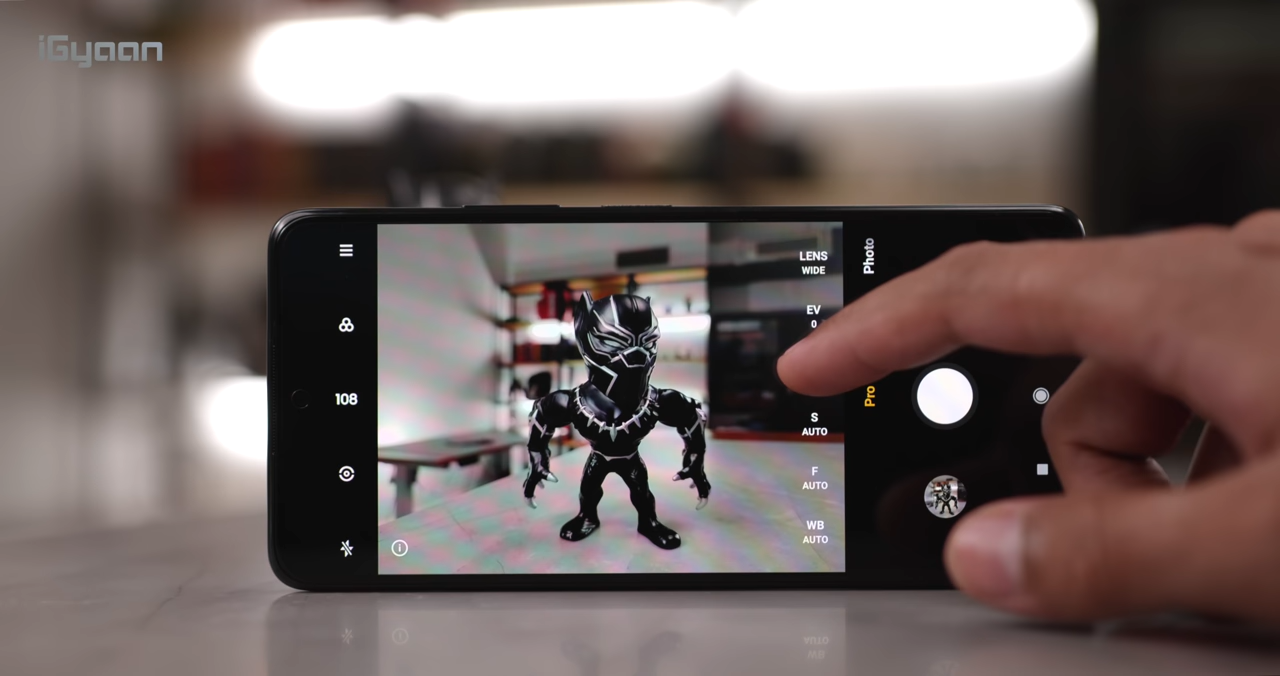 iGyaan
LENS
WIDE
EV
0
108
S
AUTO
F
AUTO
WB
AUTO
Photo
Pro